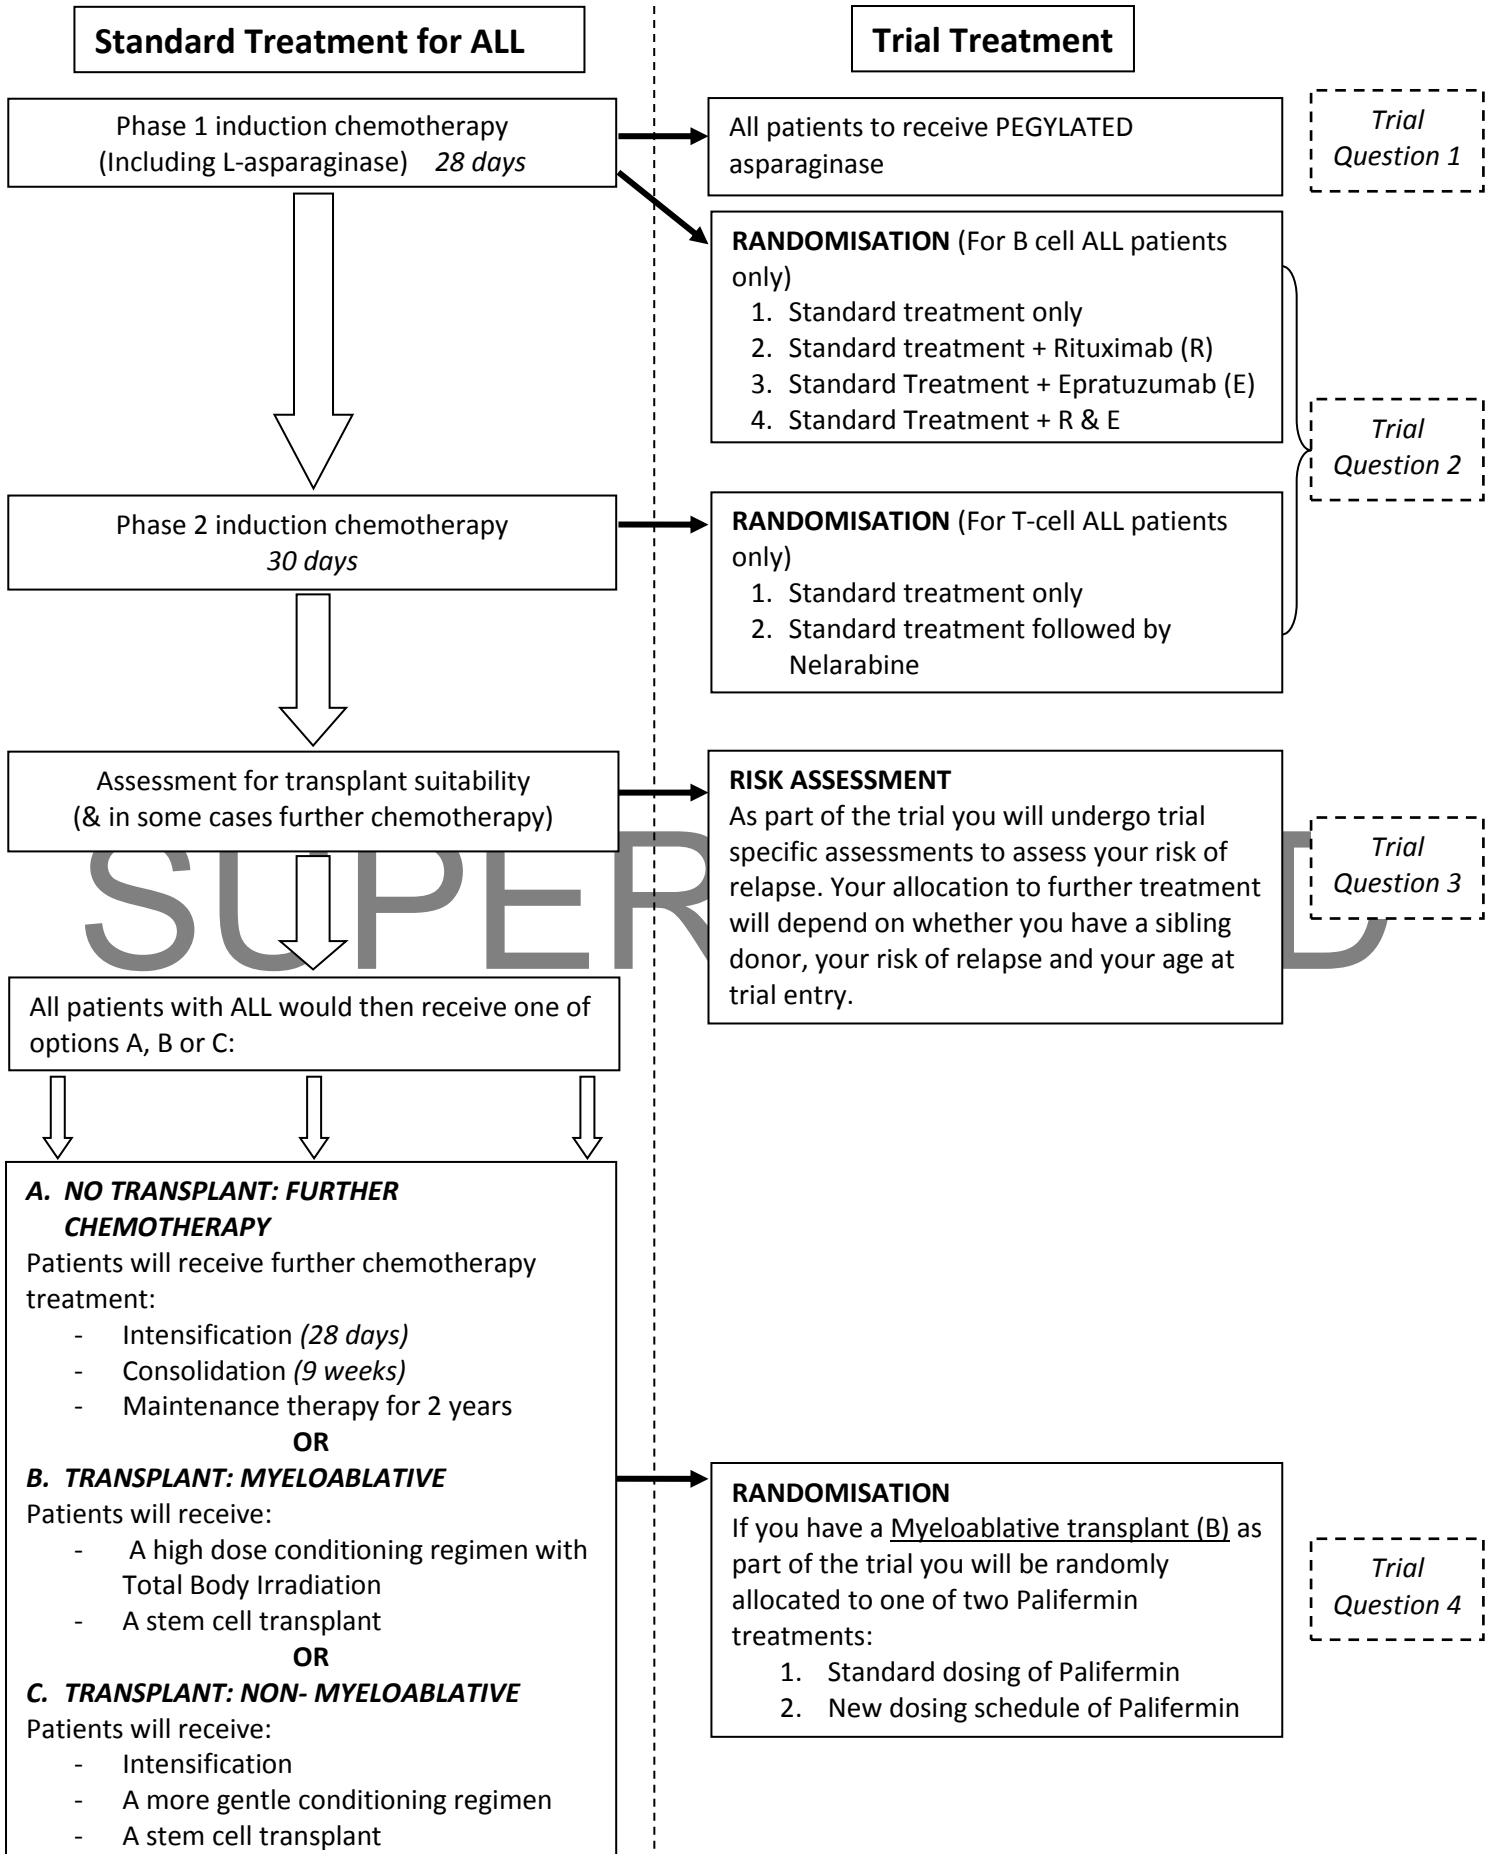 Standard Treatment for ALL
Trial Treatment
Phase 1 induction chemotherapy
(Including L-asparaginase) 28 days
All patients to receive PEGYLATED
asparaginase
Trial
Question 1
RANDOMISATION (For B cell ALL patients
only)
1. Standard treatment only
2. Standard treatment + Rituximab (R)
3. Standard Treatment + Epratuzumab (E)
4. Standard Treatment + R & E
Trial
Question 2
Phase 2 induction chemotherapy
30 days
RANDOMISATION (For T-cell ALL patients
only)
1. Standard treatment only
2. Standard treatment followed by
Nelarabine
Assessment for transplant suitability
(& in some cases further chemotherapy)
RISK ASSESSMENT
As part of the trial you will undergo trial
specific assessments to assess your risk of
relapse. Your allocation to further treatment
will depend on whether you have a sibling
donor, your risk of relapse and your age at
trial entry.
Trial
Question 3
All patients with ALL would then receive one of
options A, B or C:
A. NO TRANSPLANT: FURTHER
CHEMOTHERAPY
Patients will receive further chemotherapy
treatment:
- Intensification (28 days)
- Consolidation (9 weeks)
- Maintenance therapy for 2 years
OR
B. TRANSPLANT: MYELOABLATIVE
Patients will receive:
- A high dose conditioning regimen with
Total Body Irradiation
- A stem cell transplant
OR
C. TRANSPLANT: NON- MYELOABLATIVE
Patients will receive:
- Intensification
- A more gentle conditioning regimen
- A stem cell transplant
RANDOMISATION
If you have a Myeloablative transplant (B) as
part of the trial you will be randomly
allocated to one of two Palifermin
treatments:
1. Standard dosing of Palifermin
2. New dosing schedule of Palifermin
Trial
Question 4